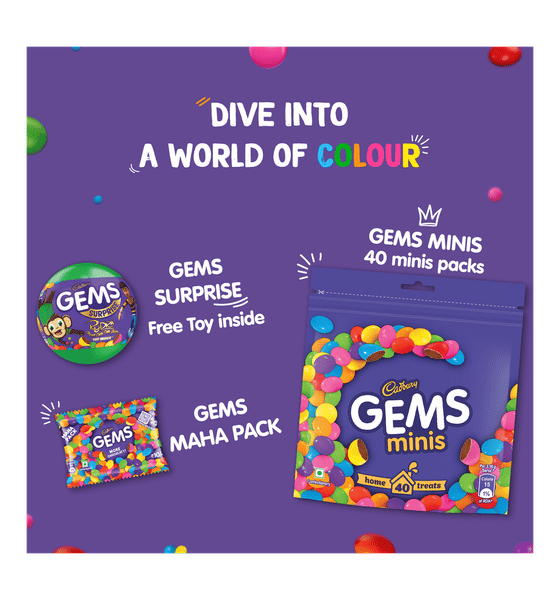 DIVE INTO
A WORLD OF COLOUR
GEMS MINIS
40 minis packs
GEMS
SURPRISE
Free Toy inside
Cadbury
GEMS
SURPRISE
GEMS
MAHA PACK
GEMS
Cadbury
GEMS
minis
home 40 treats